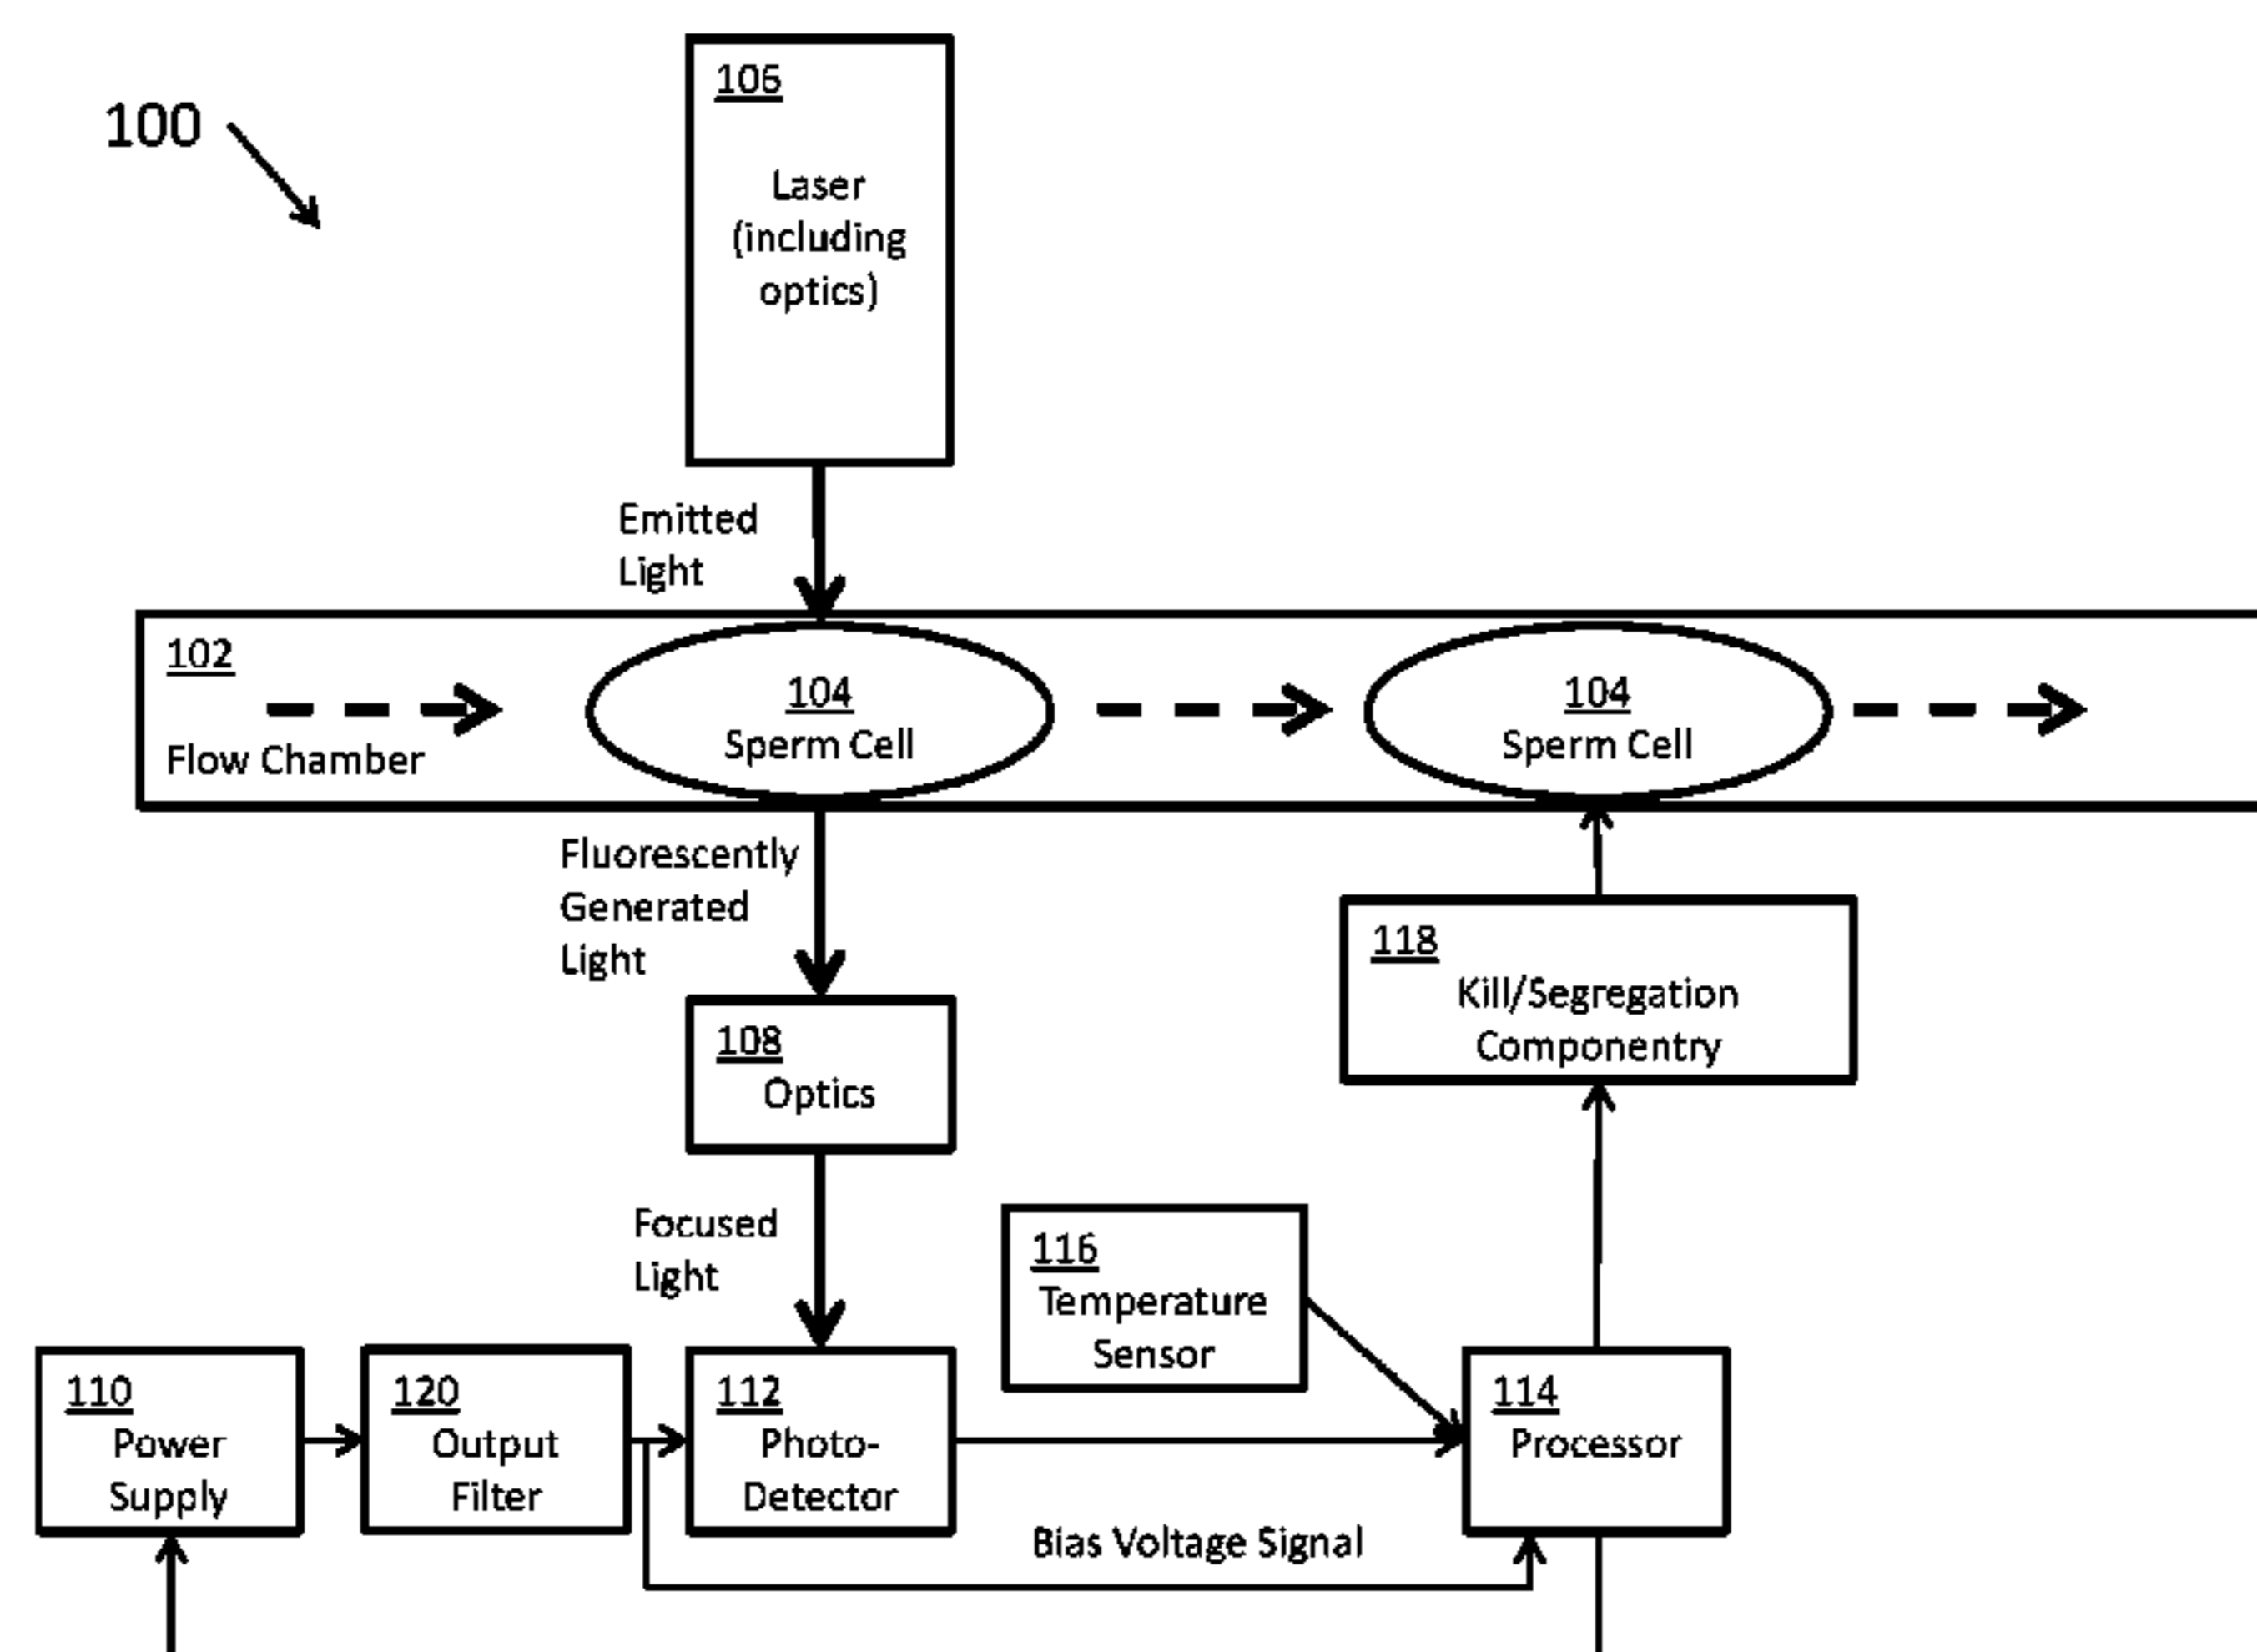 100
106
Laser
(including
optics)
Emitted
Light
102
Flow Chamber
104
Sperm Cell
104
Sperm Cell
Fluorescently
Generated
Light
108
Optics
118
Kill/Segregation
Componentry
Focused
Light
116
Temperature
Sensor
110
Power
Supply
120
Output
Filter
112
Photo-
Detector
114
Processor
Bias Voltage Signal